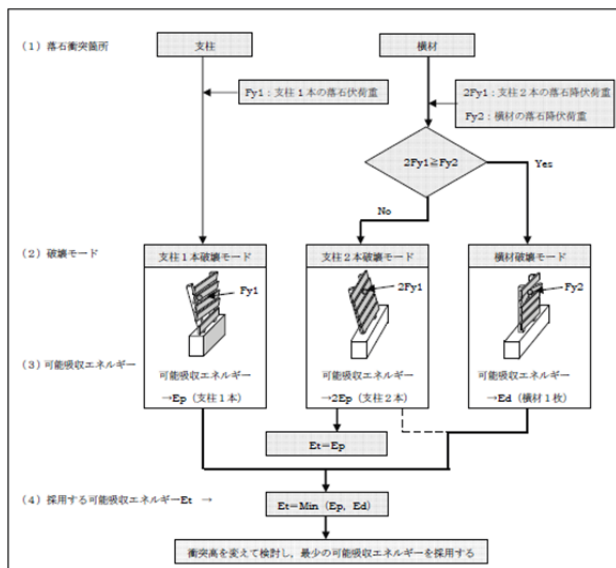 (1)落石衝突箇所
支柱
横材
Fy1:支柱1本の落石伏荷重
2Fy1:支柱2本の落石降伏荷重
Fy2:横材の落石降伏荷重
2Fy1≧Fy2
Yes
No
(2)破壊モード
支柱1本破壊モード
支柱2本破壊モード
横材破壊モード
Fy1
2Fy1
Fy2
(3)可能吸収エネルギー
可能吸収エネルギー
→Ep(支柱1本)
可能吸収エネルギー
→2Ep(支柱2本)
可能吸収エネルギー
→Ed(横材1枚)
Et=Ep
(4)採用する可能吸収エネルギーEt →
Et=Min(Ep, Ed)
衝突高を変えて検討し,最少の可能吸収エネルギーを採用する